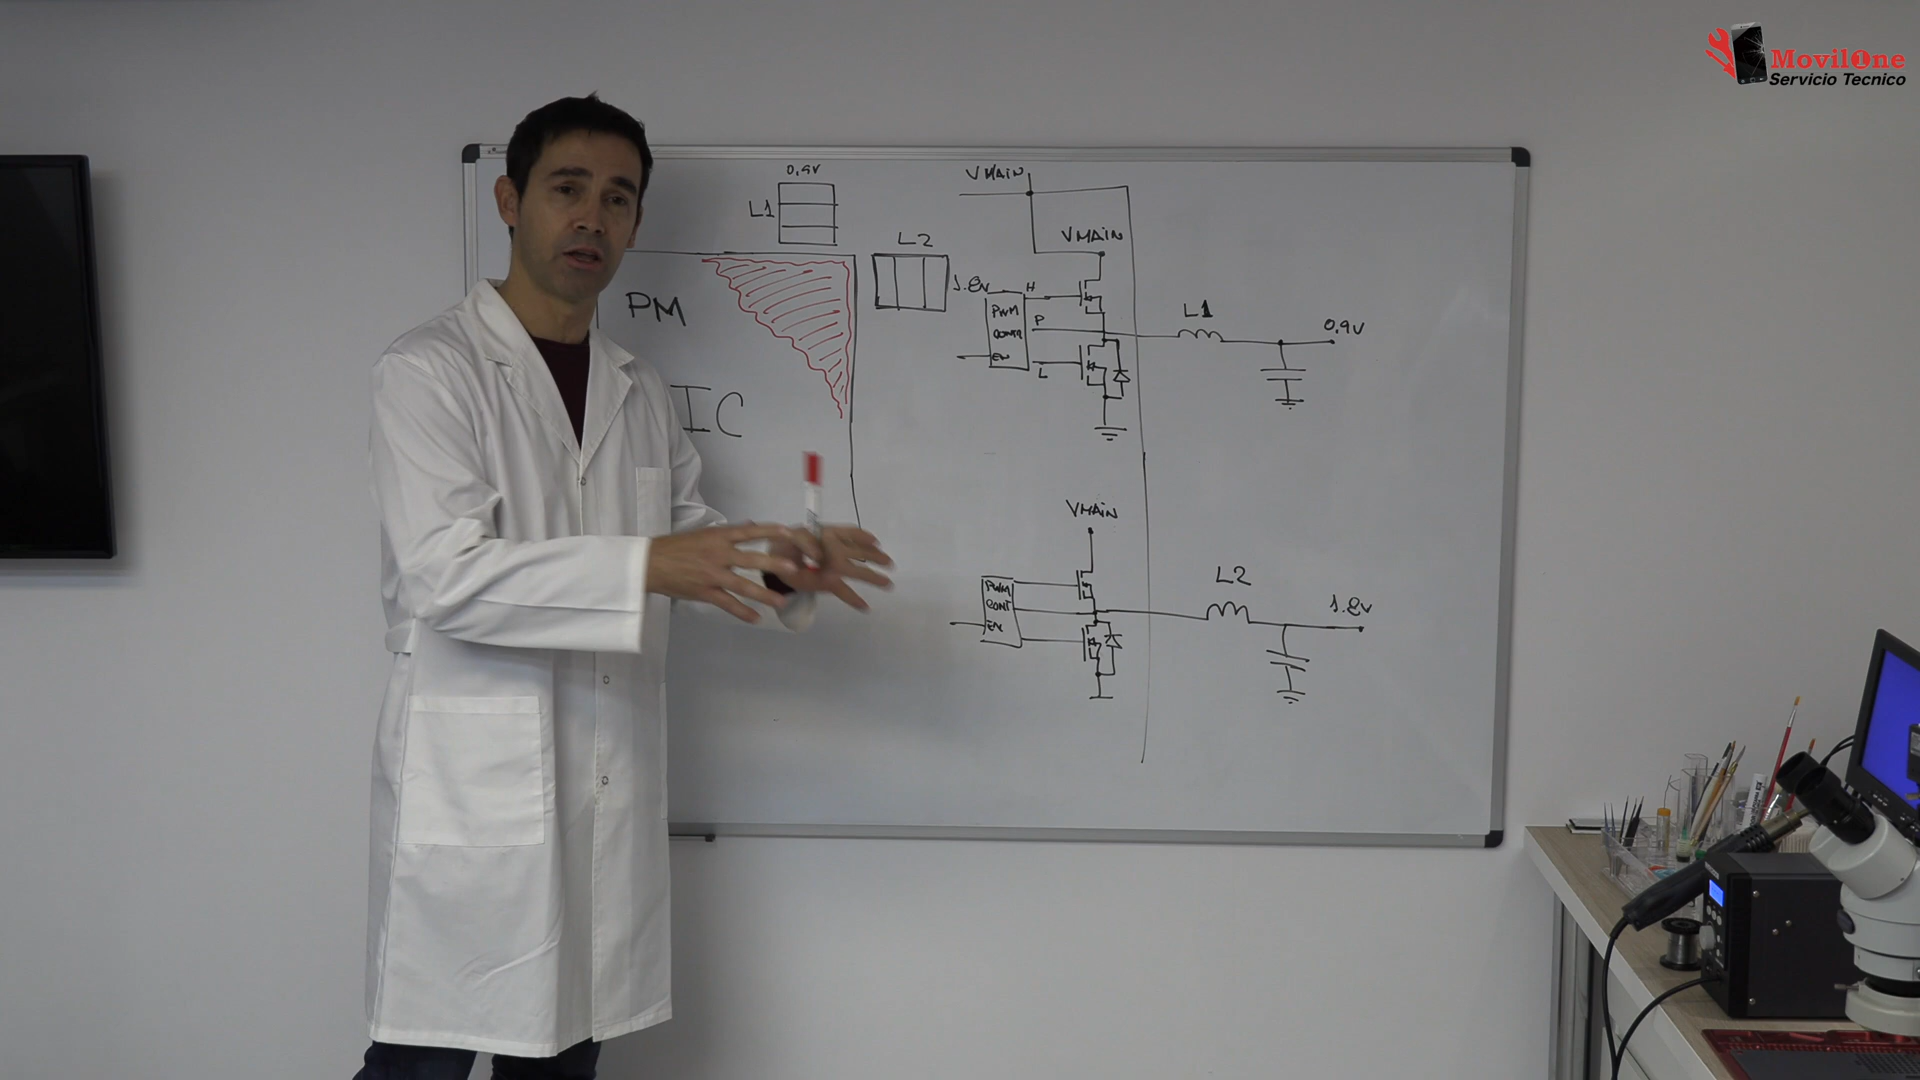 MovilOne
Servicio Tecnico
0,9V
L1
L2
PM
IC
VMAIN
VMAIN
1.8V
H
PWM
CONTR
P
EN
L
L1
0,9V
VMAIN
PWM
CONT
EN
L2
1.8V